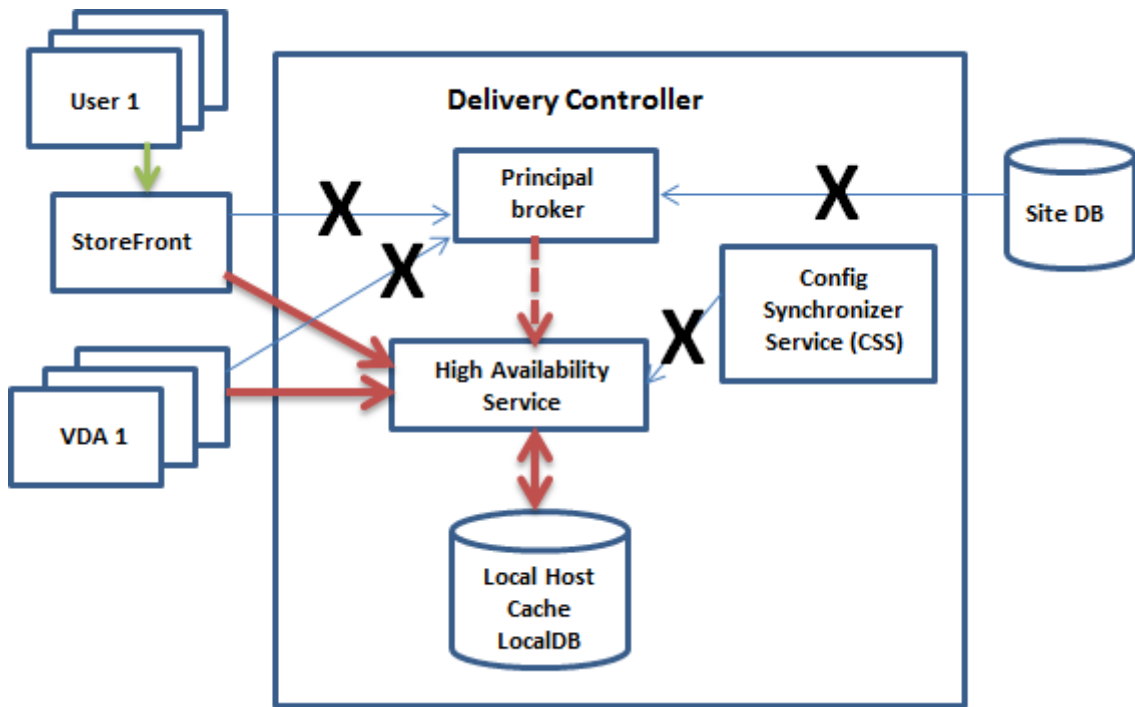 User 1
Delivery Controller
Principal
broker
X
X
StoreFront
Site DB
X
Config
Synchronizer
Service (CSS)
X
High Availability
Service
VDA 1
Local Host
Cache
LocalDB